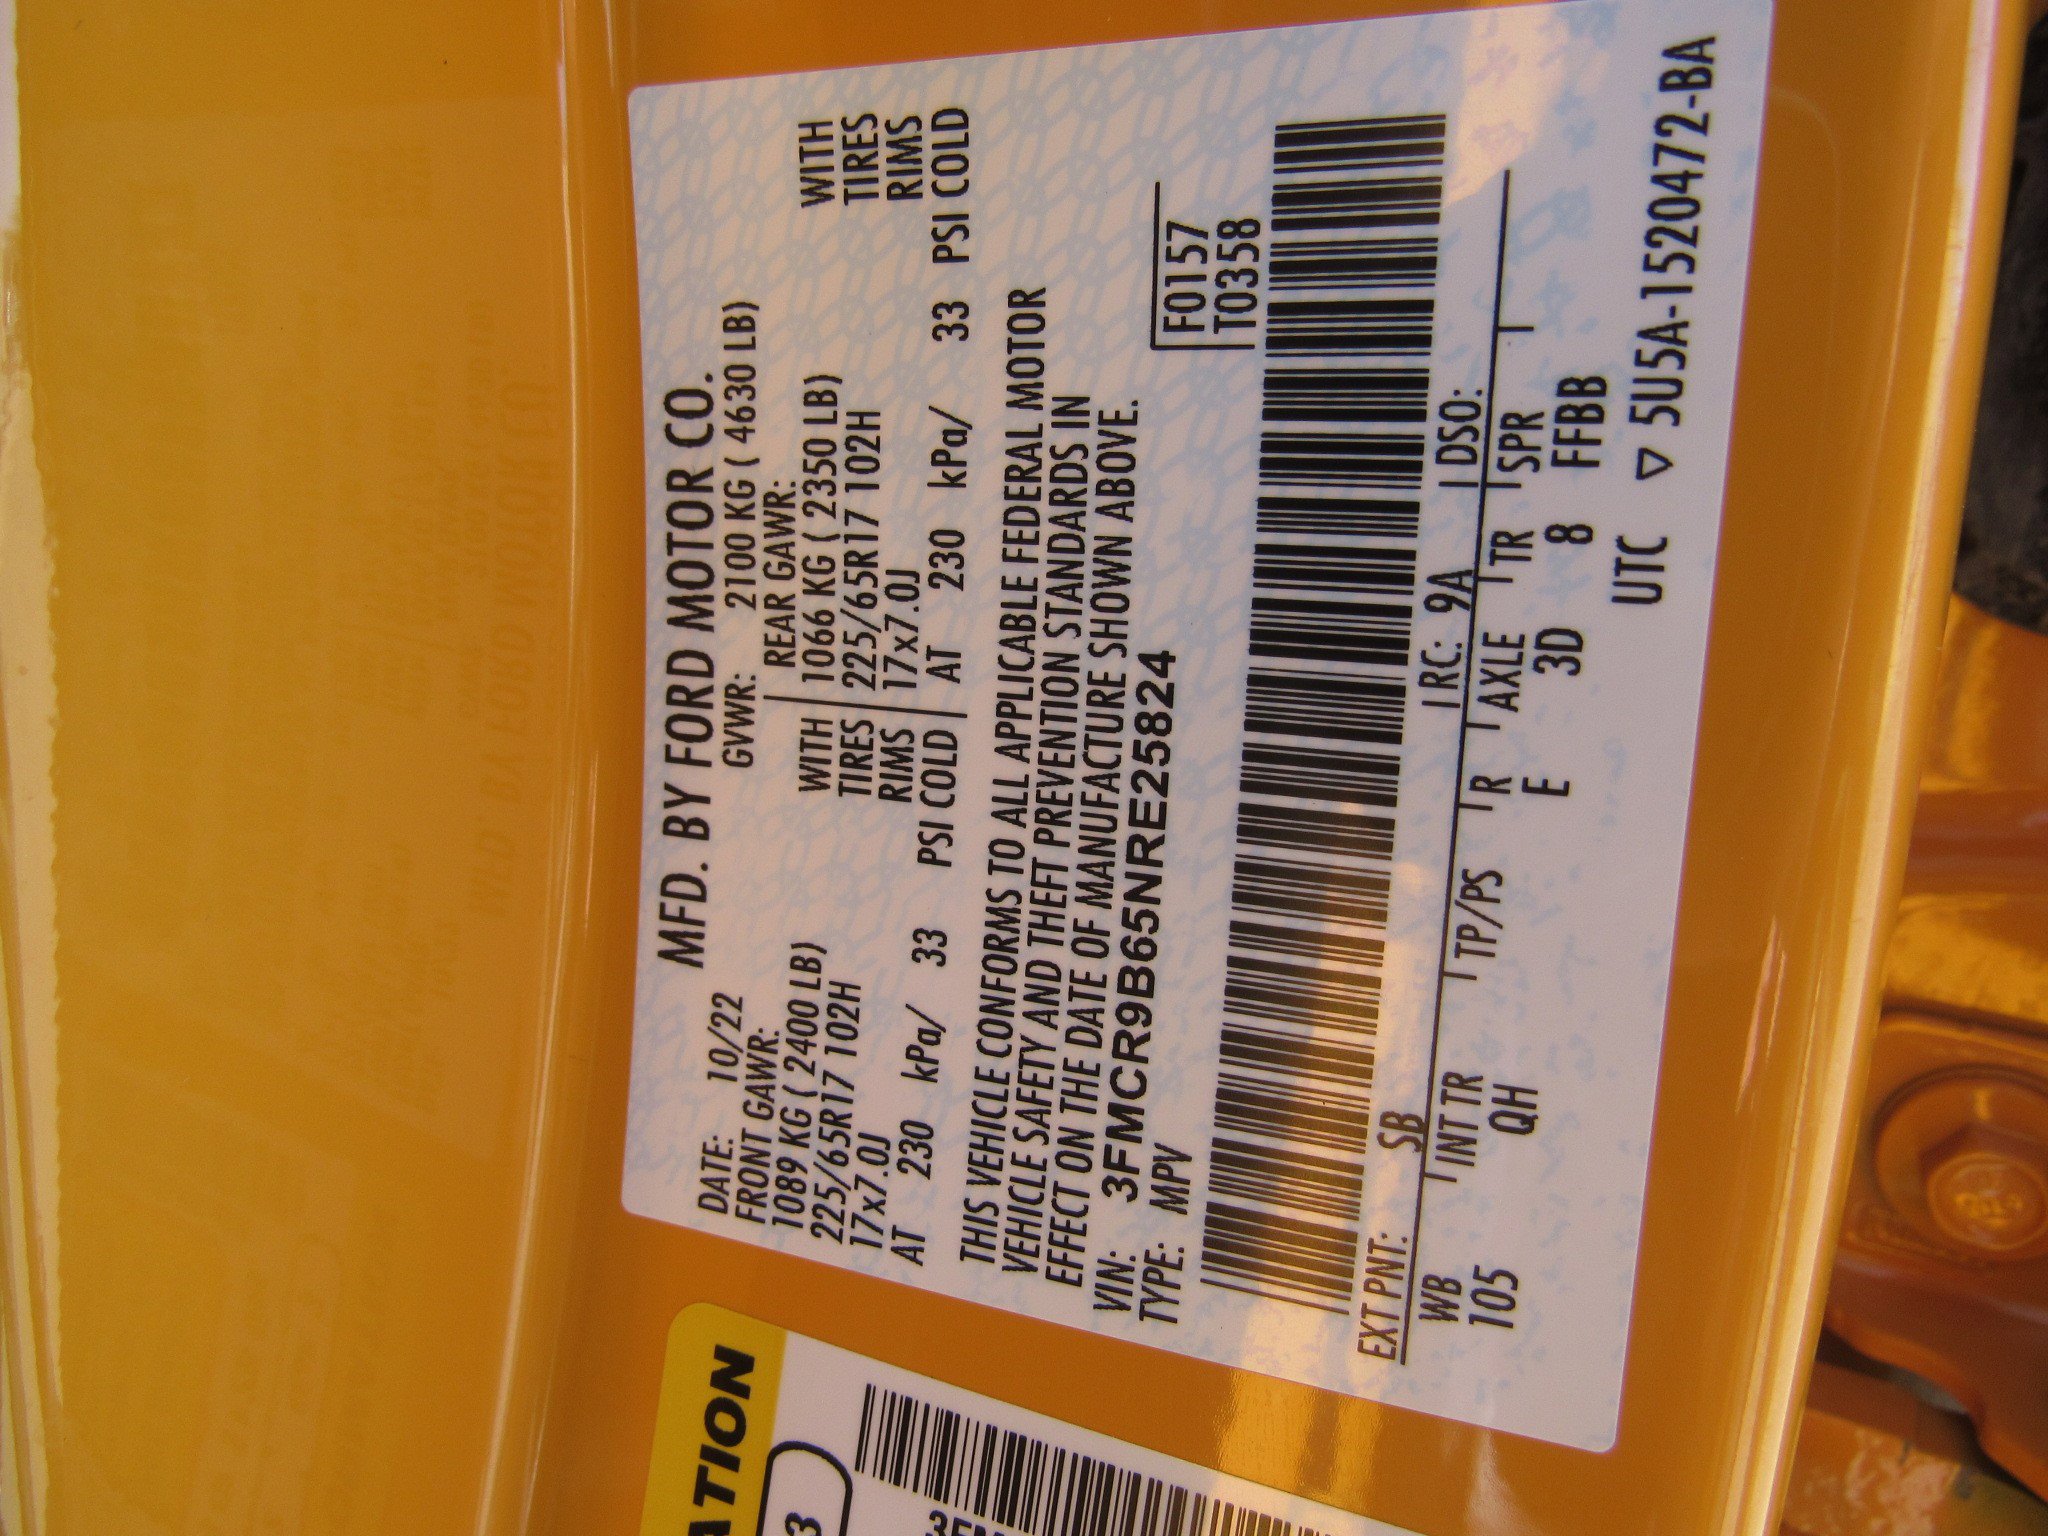 MFD. BY FORD MOTOR CO.
DATE: 10/22 GVWR: 2100 KG ( 4630 LB)
FRONT GAWR: REAR GAWR:
1089 KG ( 2400 LB) WITH 1066 KG ( 2350 LB) WITH
225/65R17 102H TIRES 225/65R17 102H TIRES
17x7.0J RIMS 17x7.0J RIMS
AT 230 kPa/ 33 PSI COLD AT 230 kPa/ 33 PSI COLD
THIS VEHICLE CONFORMS TO ALL APPLICABLE FEDERAL MOTOR
VEHICLE SAFETY AND THEFT PREVENTION STANDARDS IN
EFFECT ON THE DATE OF MANUFACTURE SHOWN ABOVE.
VIN: 3FMCR9B65NRE25824
TYPE: MPV
F0157
T0358
EXT PNT: SB RC: 9A DSO:
WB INT TR TP/PS R AXLE TR SPR
105 QH E 3D 8 FFBB
UTC ▽ 5U5A-1520472-BA
ATION
3